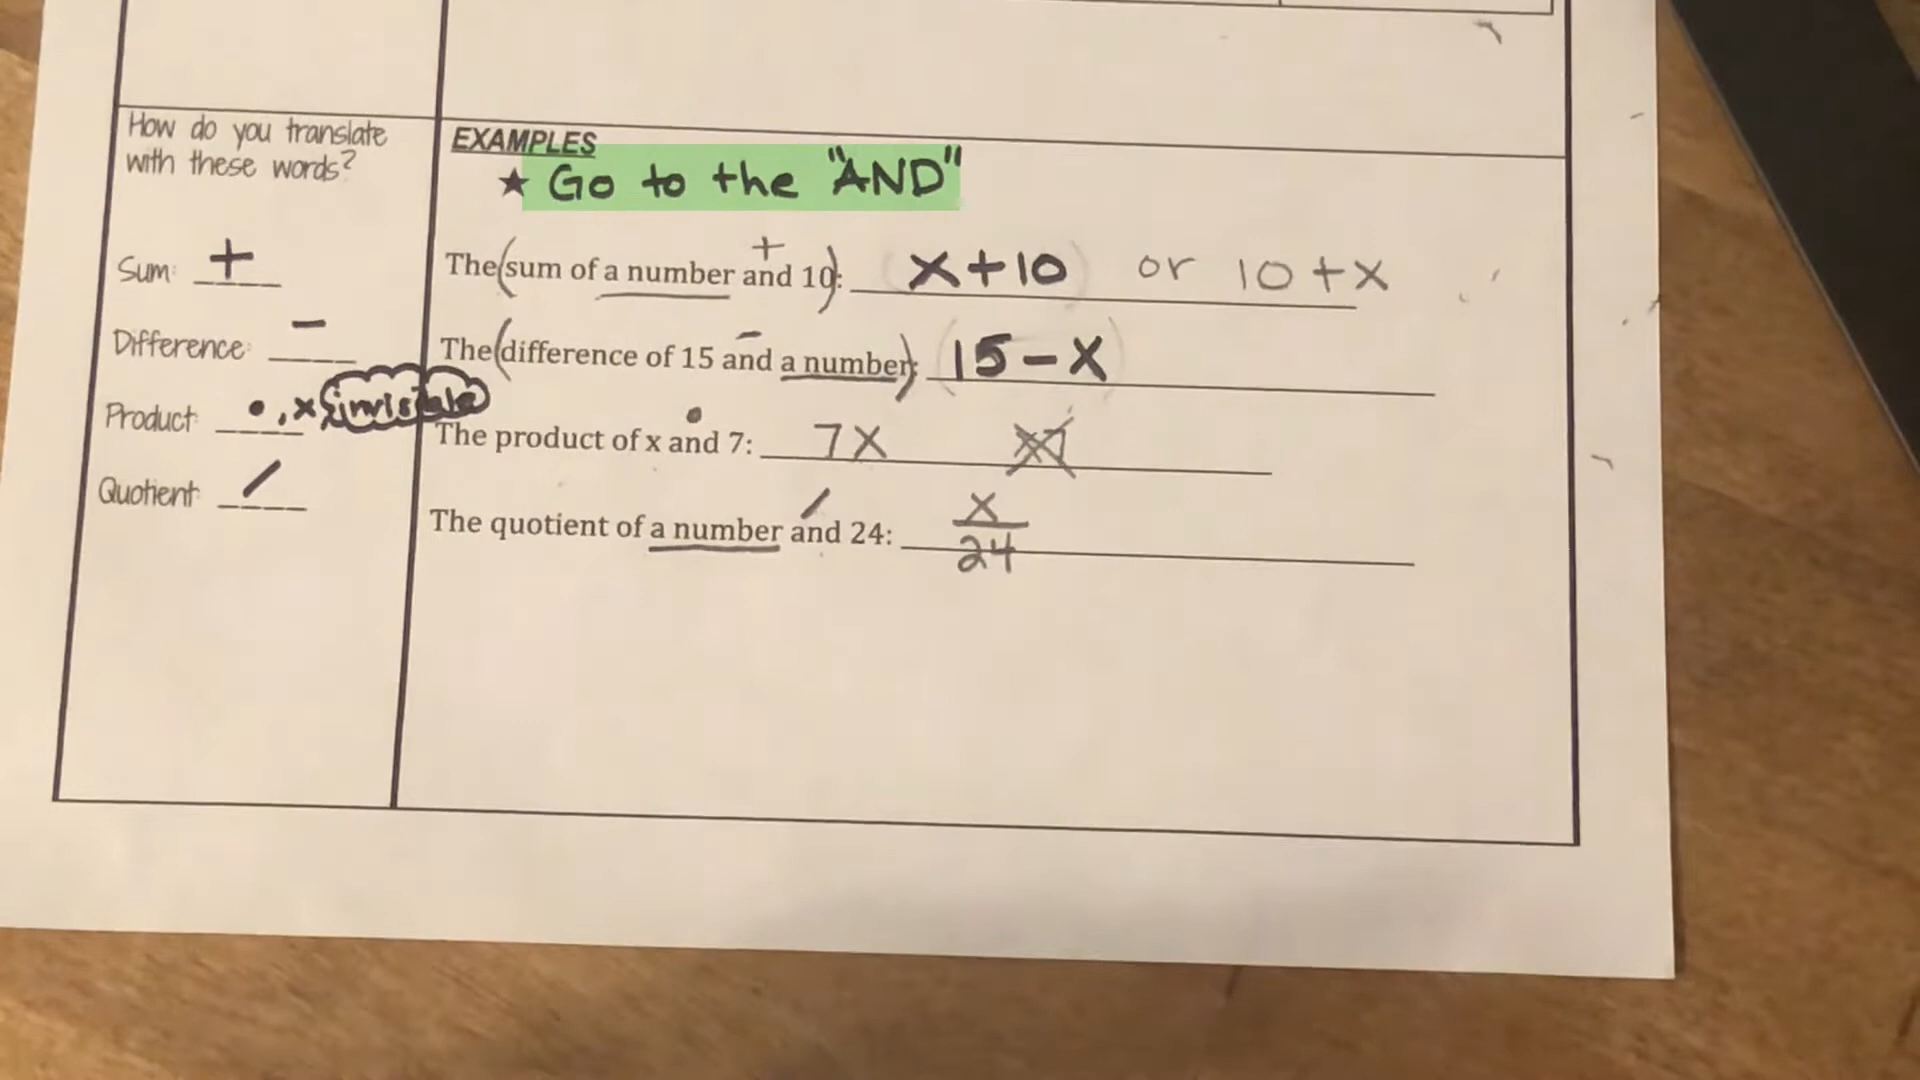 How do you translate
with these words?
Sum: +
Difference: −
Product: •, x invisible
Quotient: /
EXAMPLES
★ Go to the "AND"
+
The (sum of a number and 10): x+10 or 10+x
−
The (difference of 15 and a number): 15−x
•
The product of x and 7: 7x x7
/
The quotient of a number and 24: x/24